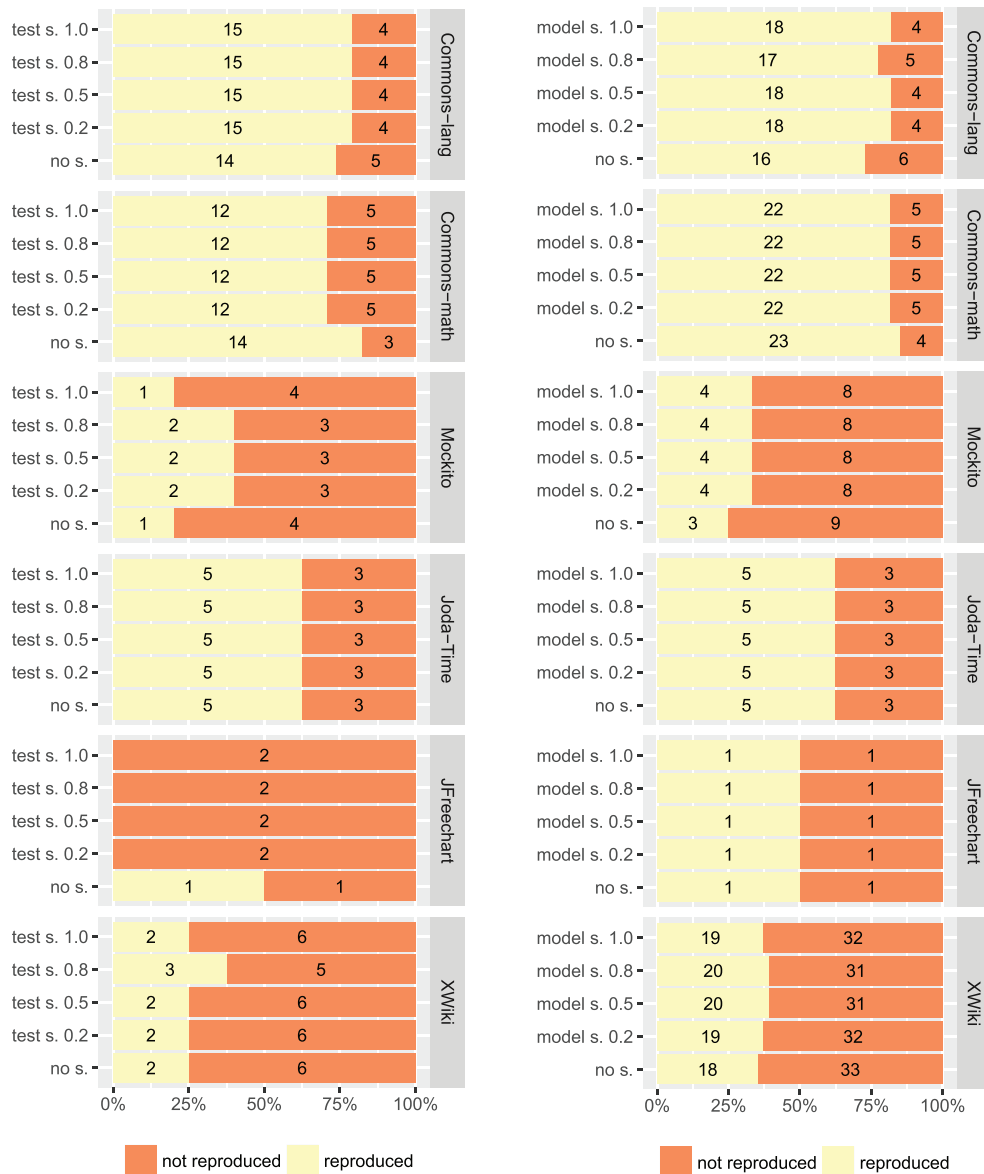 test s. 1.0 15 4
test s. 0.8 15 4
test s. 0.5 15 4
test s. 0.2 15 4
no s. 14 5
Commons−lang
test s. 1.0 12 5
test s. 0.8 12 5
test s. 0.5 12 5
test s. 0.2 12 5
no s. 14 3
Commons−math
test s. 1.0 1 4
test s. 0.8 2 3
test s. 0.5 2 3
test s. 0.2 2 3
no s. 1 4
Mockito
test s. 1.0 5 3
test s. 0.8 5 3
test s. 0.5 5 3
test s. 0.2 5 3
no s. 5 3
Joda−Time
test s. 1.0 2
test s. 0.8 2
test s. 0.5 2
test s. 0.2 2
no s. 1 1
JFreechart
test s. 1.0 2 6
test s. 0.8 3 5
test s. 0.5 2 6
test s. 0.2 2 6
no s. 2 6
XWiki
0% 25% 50% 75% 100%
not reproduced reproduced
model s. 1.0 18 4
model s. 0.8 17 5
model s. 0.5 18 4
model s. 0.2 18 4
no s. 16 6
Commons−lang
model s. 1.0 22 5
model s. 0.8 22 5
model s. 0.5 22 5
model s. 0.2 22 5
no s. 23 4
Commons−math
model s. 1.0 4 8
model s. 0.8 4 8
model s. 0.5 4 8
model s. 0.2 4 8
no s. 3 9
Mockito
model s. 1.0 5 3
model s. 0.8 5 3
model s. 0.5 5 3
model s. 0.2 5 3
no s. 5 3
Joda−Time
model s. 1.0 1 1
model s. 0.8 1 1
model s. 0.5 1 1
model s. 0.2 1 1
no s. 1 1
JFreechart
model s. 1.0 19 32
model s. 0.8 20 31
model s. 0.5 20 31
model s. 0.2 19 32
no s. 18 33
XWiki
0% 25% 50% 75% 100%
not reproduced reproduced